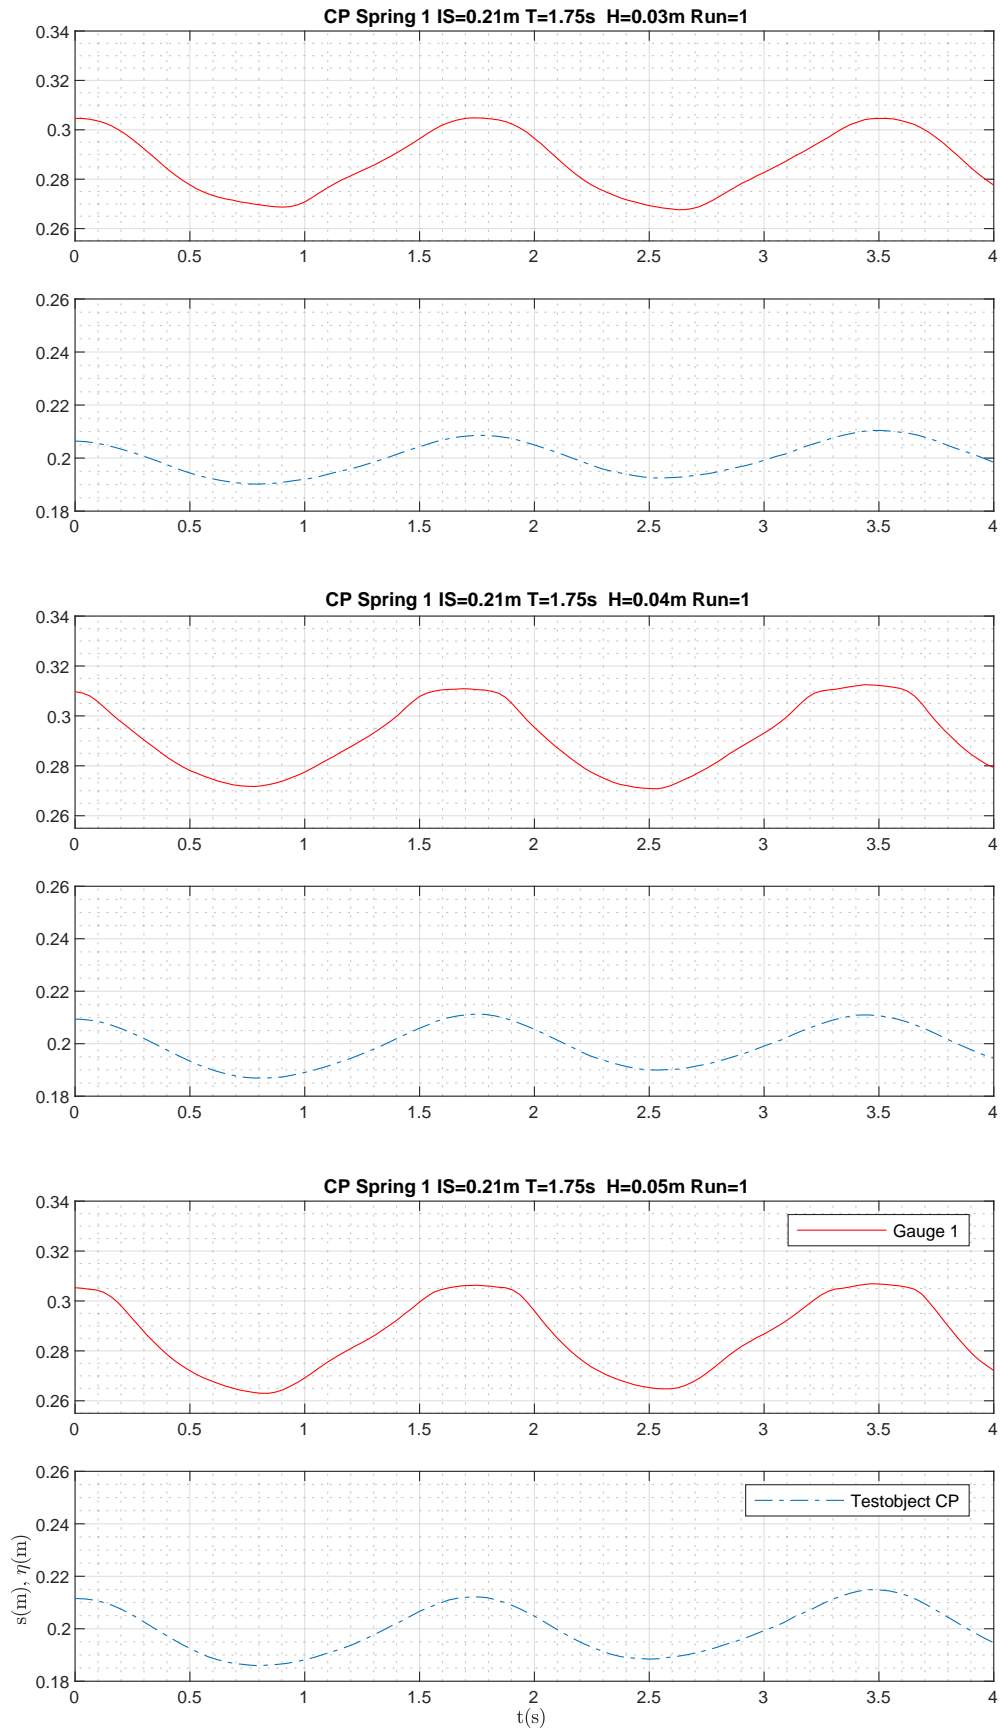 CP Spring 1 IS=0.21m T=1.75s  H=0.03m Run=1
0.34
0.32
0.3
0.28
0.26
0 0.5 1 1.5 2 2.5 3 3.5 4
0.26
0.24
0.22
0.2
0.18
0 0.5 1 1.5 2 2.5 3 3.5 4
CP Spring 1 IS=0.21m T=1.75s  H=0.04m Run=1
0.34
0.32
0.3
0.28
0.26
0 0.5 1 1.5 2 2.5 3 3.5 4
0.26
0.24
0.22
0.2
0.18
0 0.5 1 1.5 2 2.5 3 3.5 4
CP Spring 1 IS=0.21m T=1.75s  H=0.05m Run=1
0.34
Gauge 1
0.32
0.3
0.28
0.26
0 0.5 1 1.5 2 2.5 3 3.5 4
0.26
Testobject CP
0.24
0.22
0.2
0.18
s(m), η(m)
0 0.5 1 1.5 2 2.5 3 3.5 4
t(s)